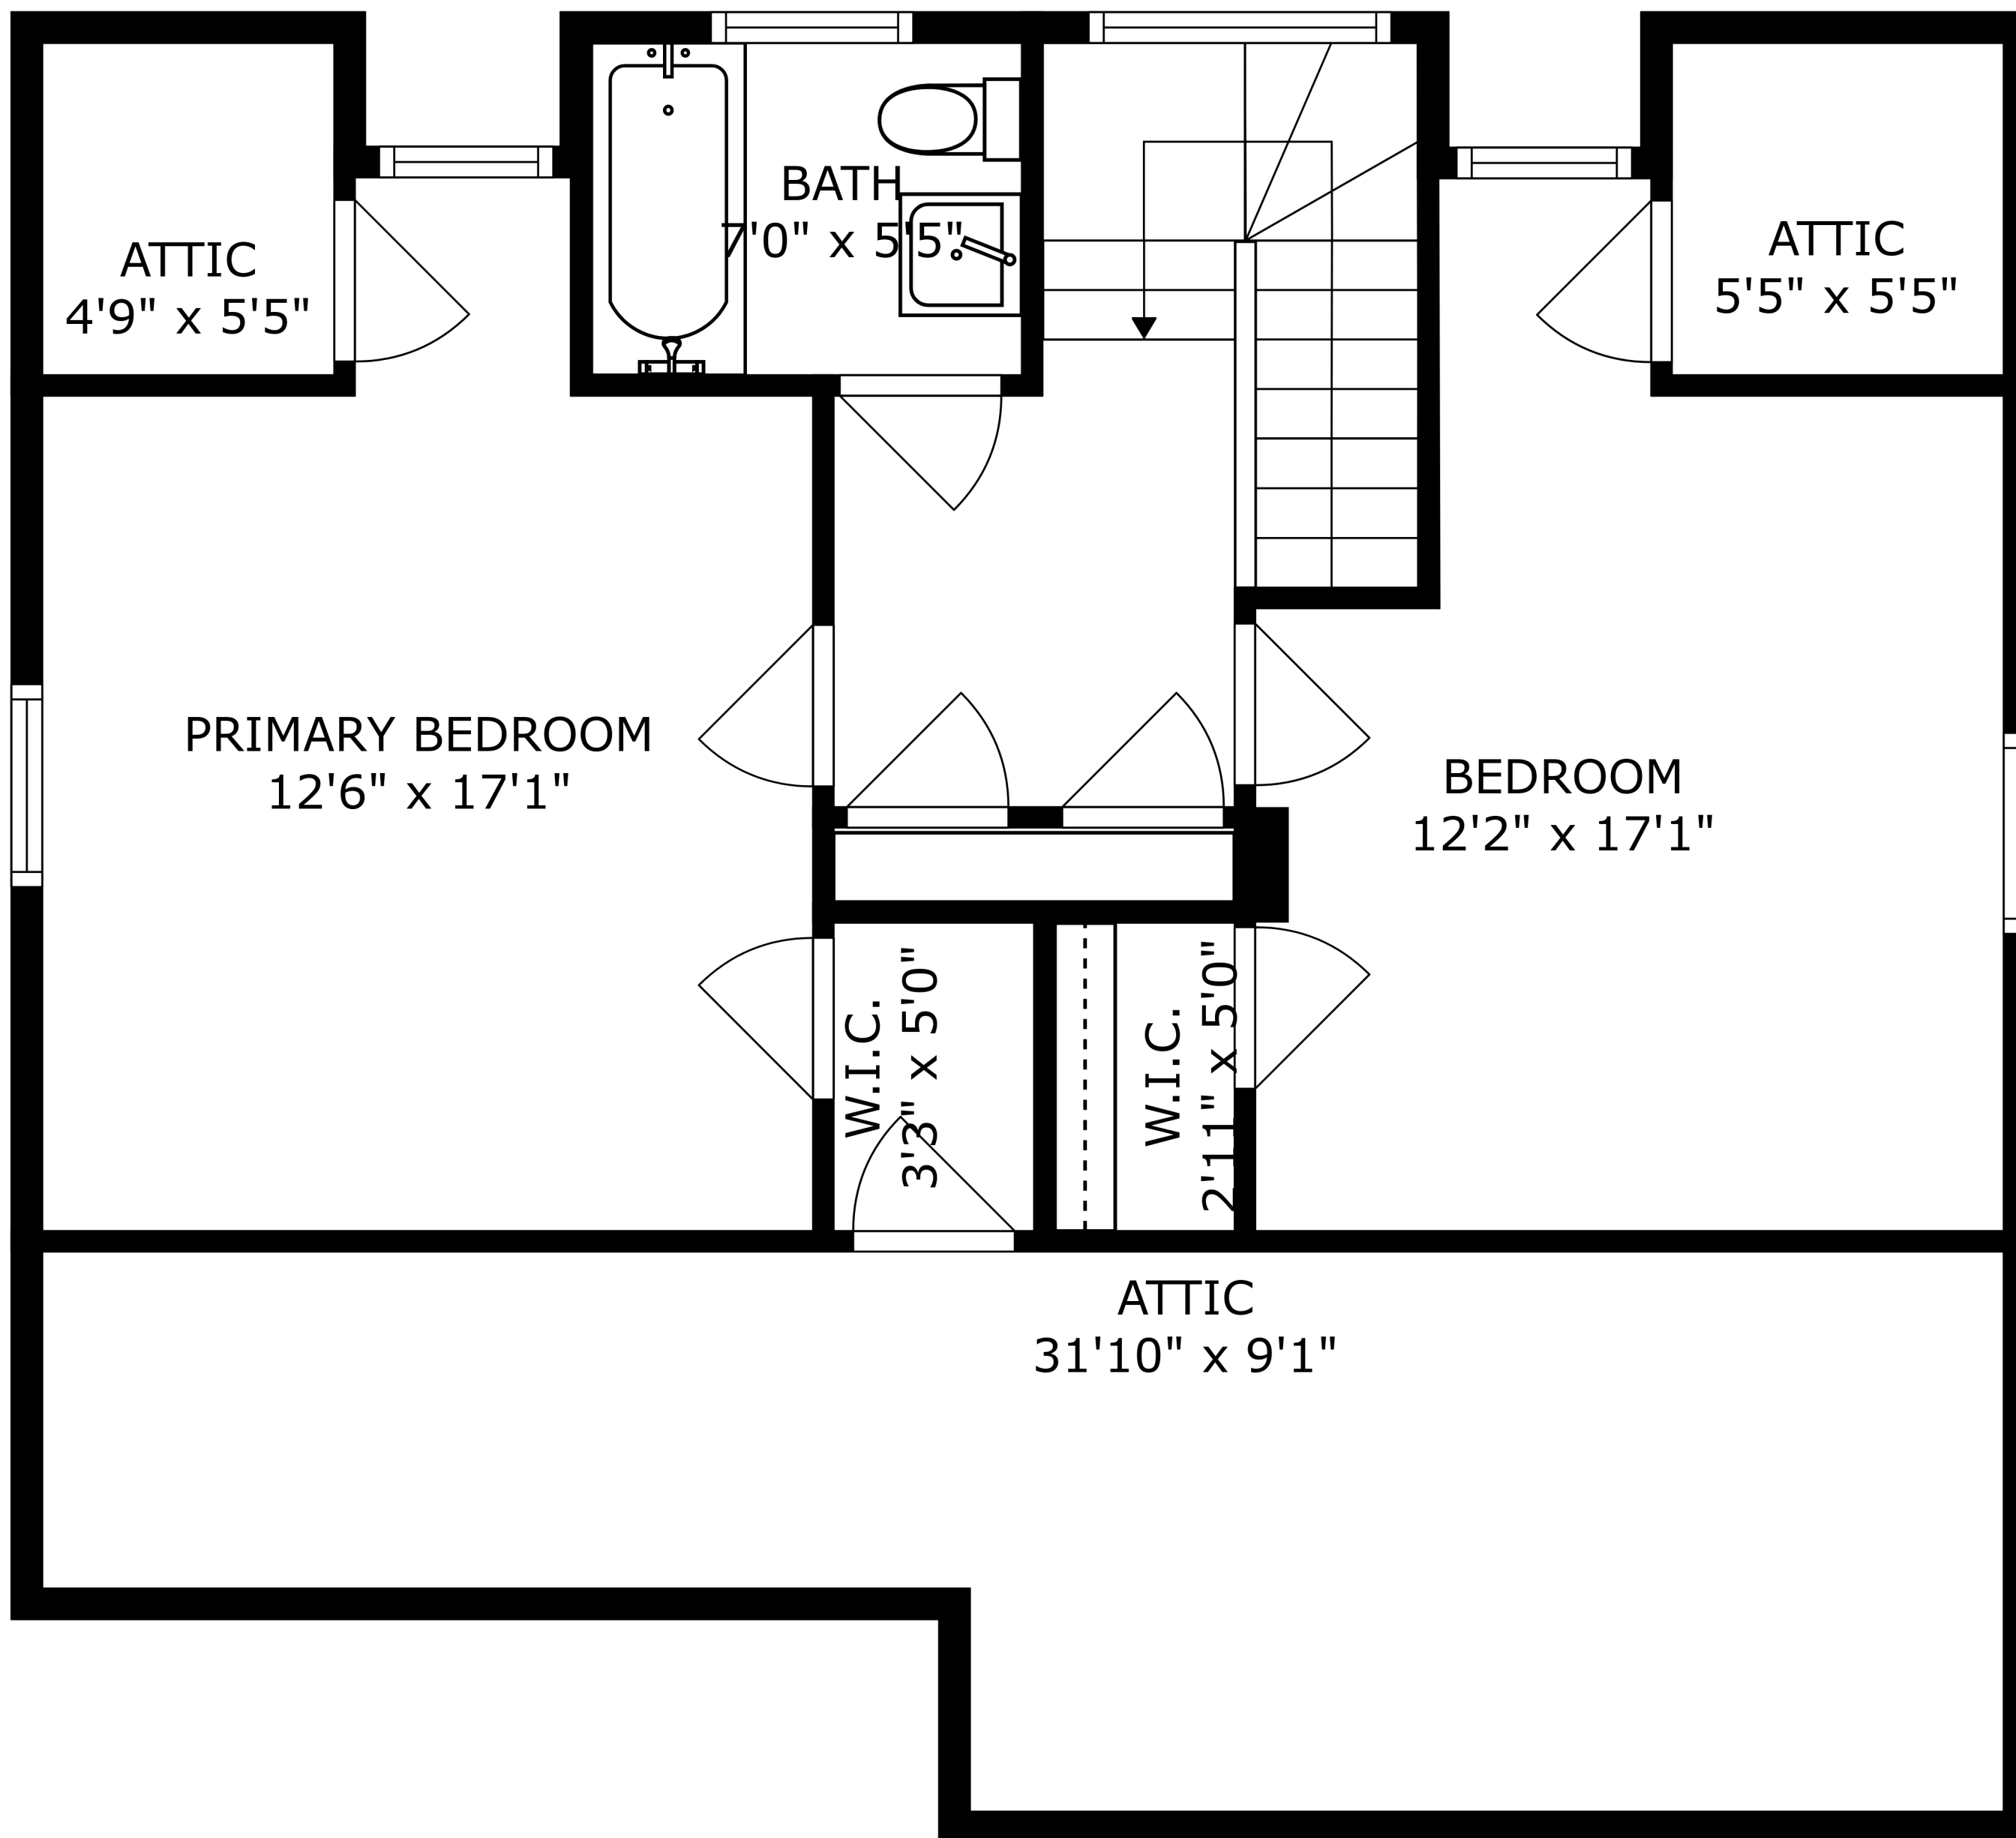 BATH
7'0" x 5'5"
ATTIC
4'9" x 5'5"
ATTIC
5'5" x 5'5"
PRIMARY BEDROOM
12'6" x 17'1"
BEDROOM
12'2" x 17'1"
W.I.C.
3'3" x 5'0"
W.I.C.
2'11" x 5'0"
ATTIC
31'10" x 9'1"